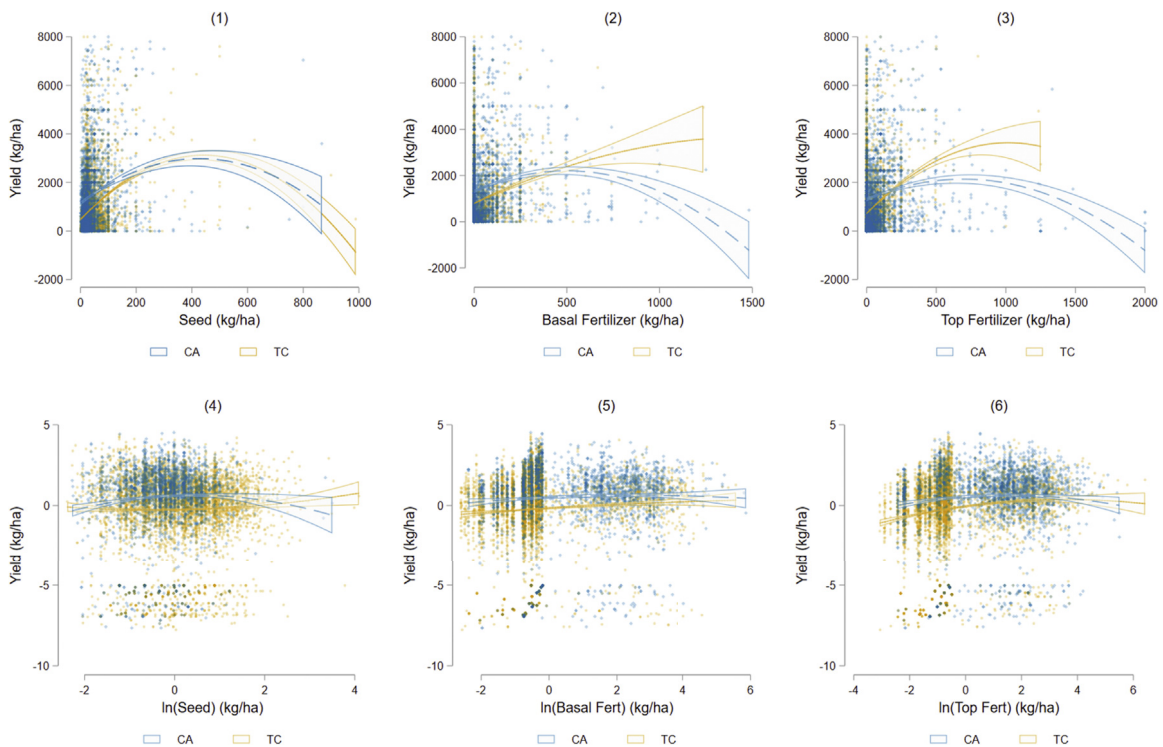 (1) (2) (3)
8000 8000 8000
6000 6000 6000
4000 4000 4000
2000 2000 2000
0 0 0
-2000 -2000 -2000
Yield (kg/ha) Yield (kg/ha) Yield (kg/ha)
0 200 400 600 800 1000 0 500 1000 1500 0 500 1000 1500 2000
Seed (kg/ha) Basal Fertilizer (kg/ha) Top Fertilizer (kg/ha)
CA TC CA TC CA TC
(4) (5) (6)
5 5 5
0 0 0
-5 -5 -5
-10 -10 -10
Yield (kg/ha) Yield (kg/ha) Yield (kg/ha)
-2 0 2 4 -2 0 2 4 6 -4 -2 0 2 4 6
ln(Seed) (kg/ha) ln(Basal Fert) (kg/ha) ln(Top Fert) (kg/ha)
CA TC CA TC CA TC